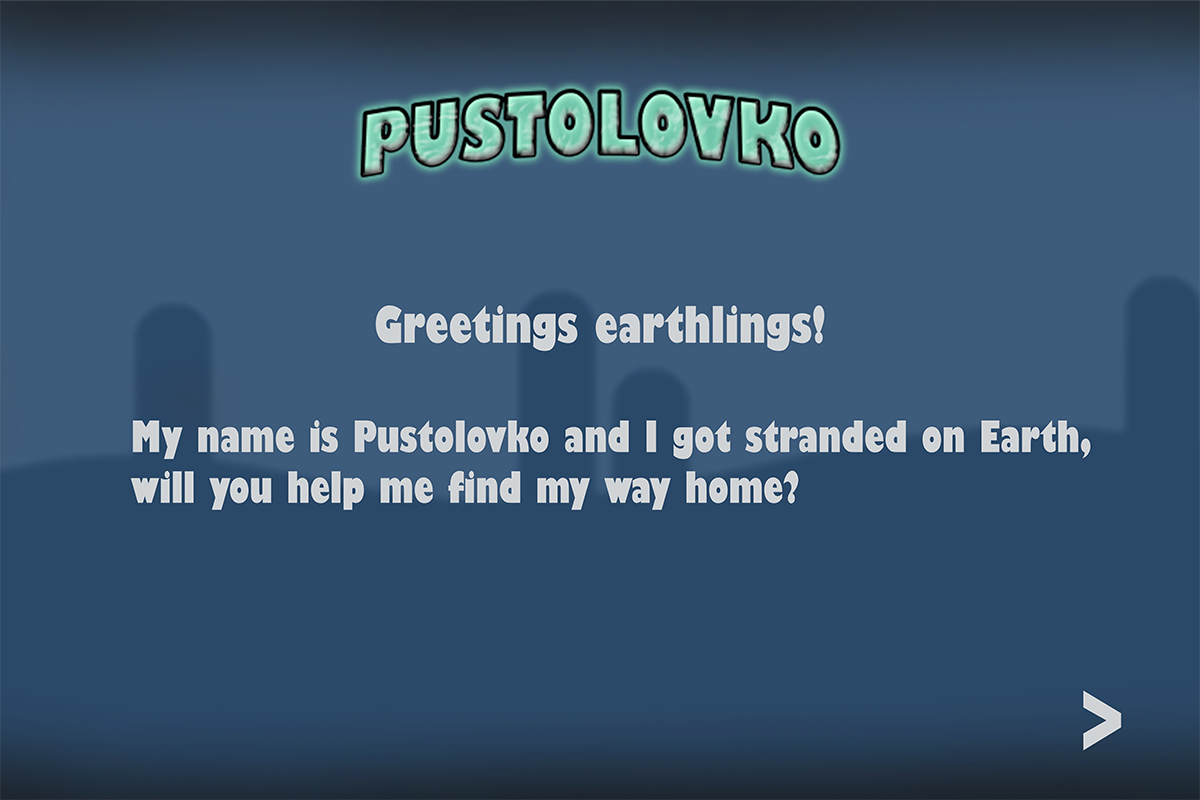 PUSTOLOVKO
Greetings earthlings!
My name is Pustolovko and I got stranded on Earth,
will you help me find my way home?
>